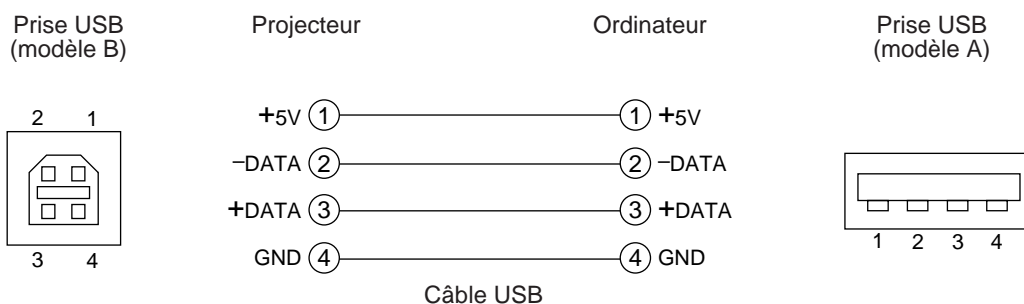 Prise USB
(modèle B)
Projecteur
Ordinateur
Prise USB
(modèle A)
2 1
3 4
+5V 1 1 +5V
−DATA 2 2 −DATA
+DATA 3 3 +DATA
GND 4 4 GND
Câble USB
1 2 3 4